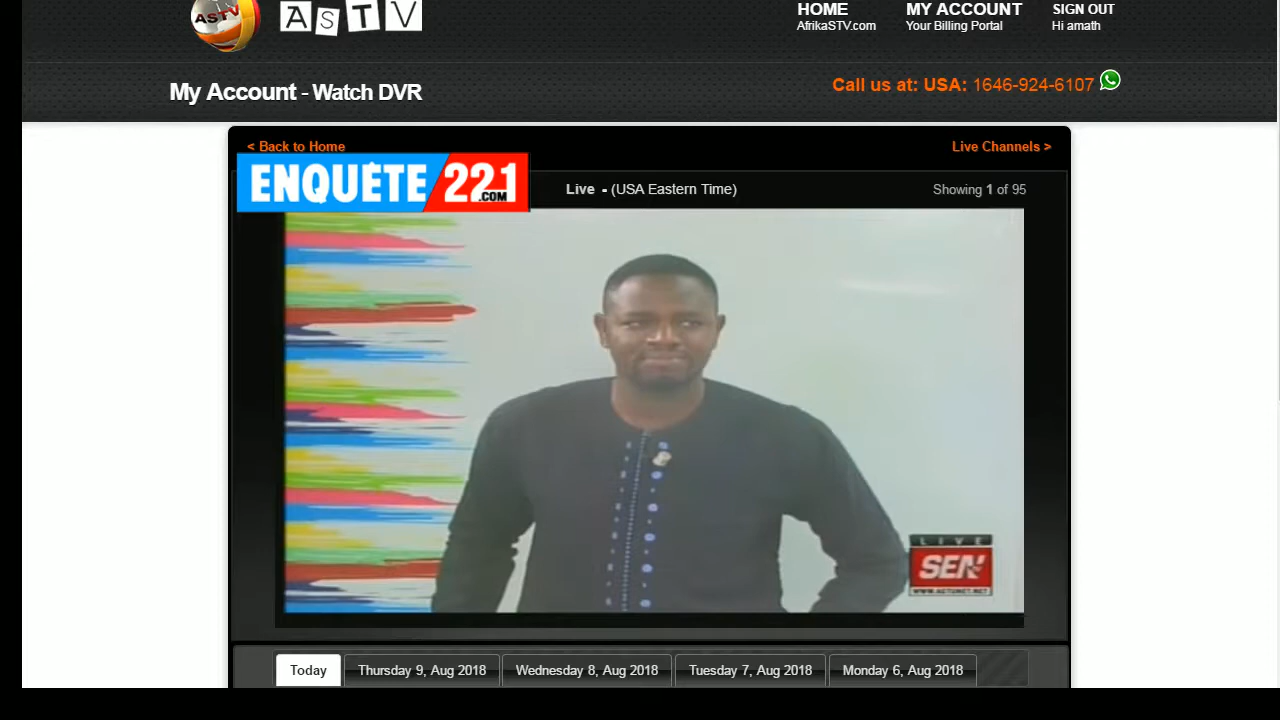 ASTV
ASTV
HOME
AfrikaSTV.com
MY ACCOUNT
Your Billing Portal
SIGN OUT
Hi amath
My Account - Watch DVR
Call us at: USA: 1646-924-6107
< Back to Home
Live Channels >
ENQUÊTE 221
.COM
Live - (USA Eastern Time)
Showing 1 of 95
LIVE
SEN
Today
Thursday 9, Aug 2018
Wednesday 8, Aug 2018
Tuesday 7, Aug 2018
Monday 6, Aug 2018